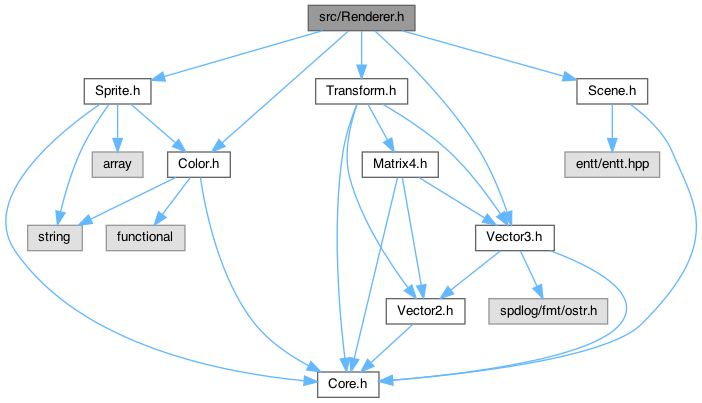 src/Renderer.h
Sprite.h
Transform.h
Scene.h
array
Color.h
Matrix4.h
entt/entt.hpp
string
functional
Vector3.h
Vector2.h
spdlog/fmt/ostr.h
Core.h